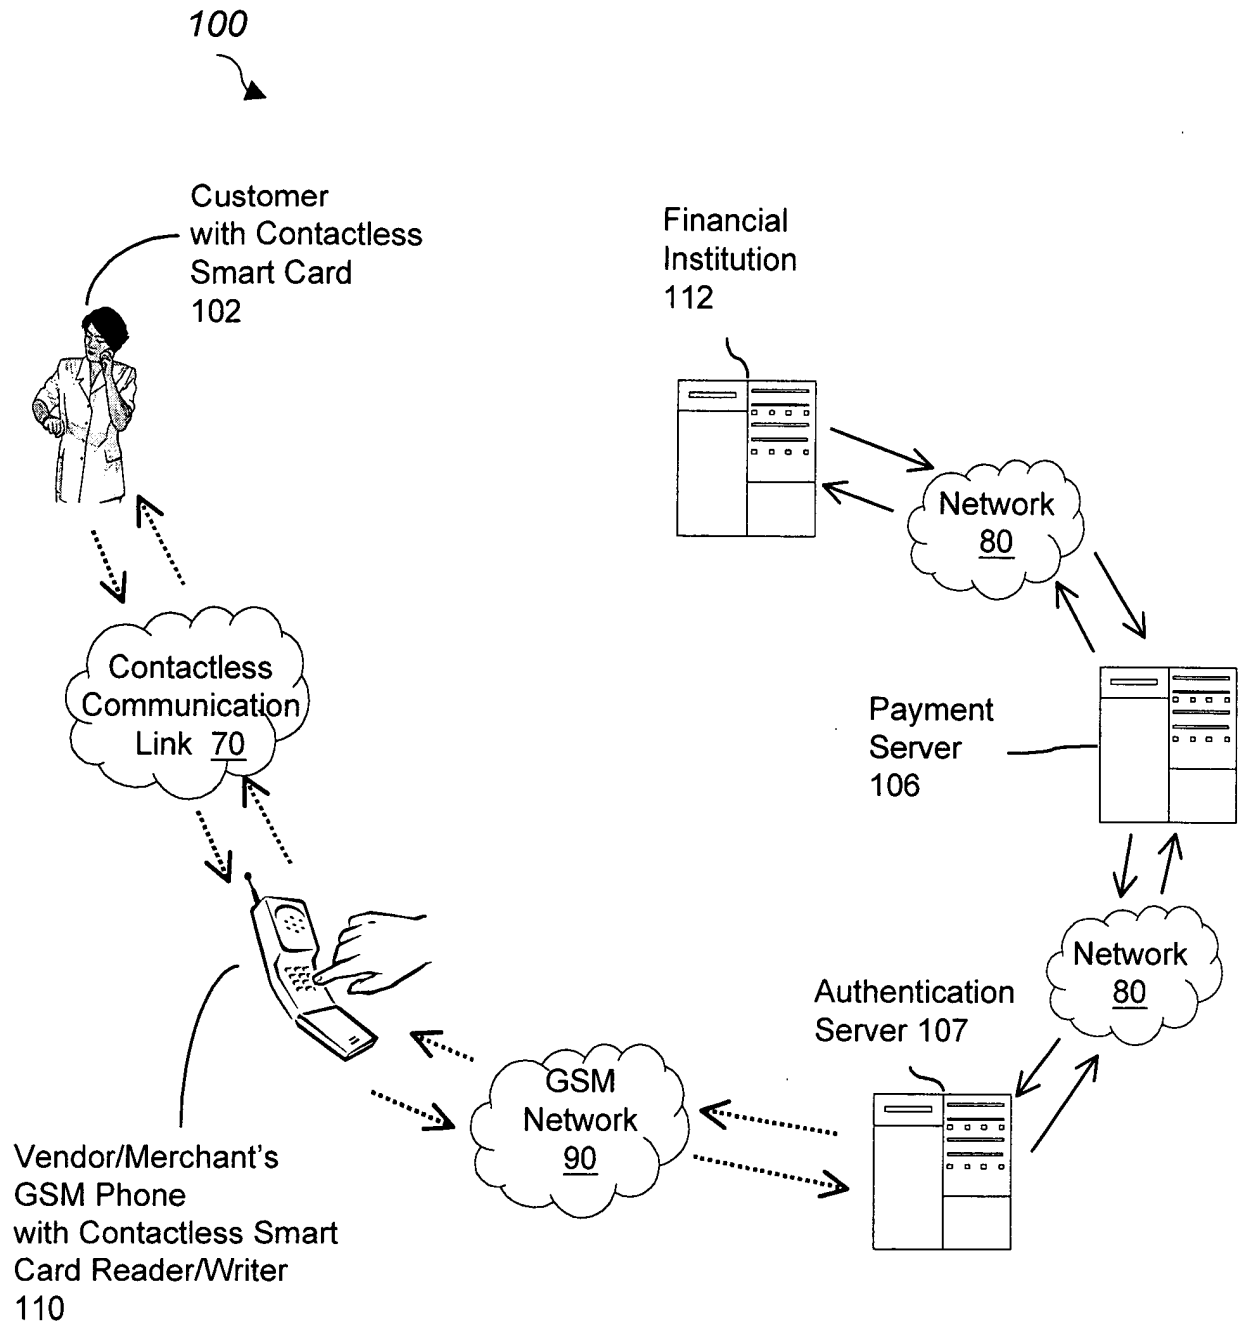 100
Customer
with Contactless
Smart Card
102
Financial
Institution
112
Network
80
Contactless
Communication
Link 70
Payment
Server
106
Network
80
Authentication
Server 107
GSM
Network
90
Vendor/Merchant's
GSM Phone
with Contactless Smart
Card Reader/Writer
110